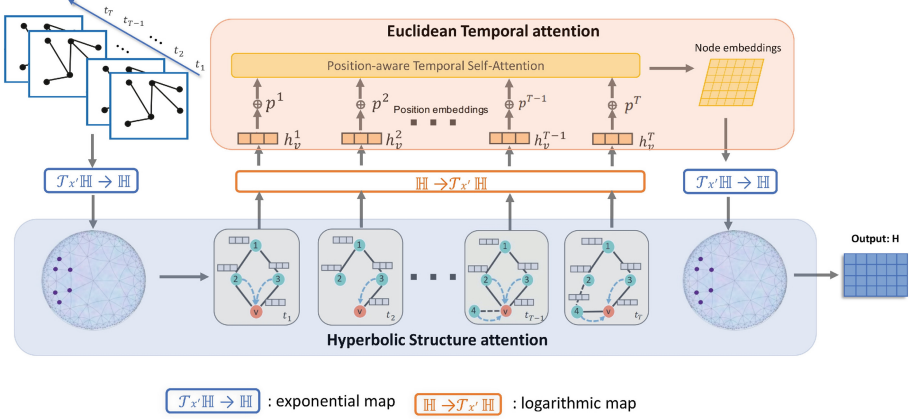 t_T
t_{T-1}
...
t_2
t_1
Euclidean Temporal attention
Position-aware Temporal Self-Attention
Node embeddings
⊕ p^1
⊕ p^2
Position embeddings
⊕ p^{T-1}
⊕ p^T
h_v^1
h_v^2
h_v^{T-1}
h_v^T
𝒯_{x'}ℍ → ℍ
ℍ → 𝒯_{x'}ℍ
𝒯_{x'}ℍ → ℍ
1
2
3
v
t_1
1
2
3
v
t_2
1
2
3
4
v
t_{T-1}
1
2
3
4
v
t_T
Output: H
Hyperbolic Structure attention
𝒯_{x'}ℍ → ℍ : exponential map
ℍ → 𝒯_{x'}ℍ : logarithmic map